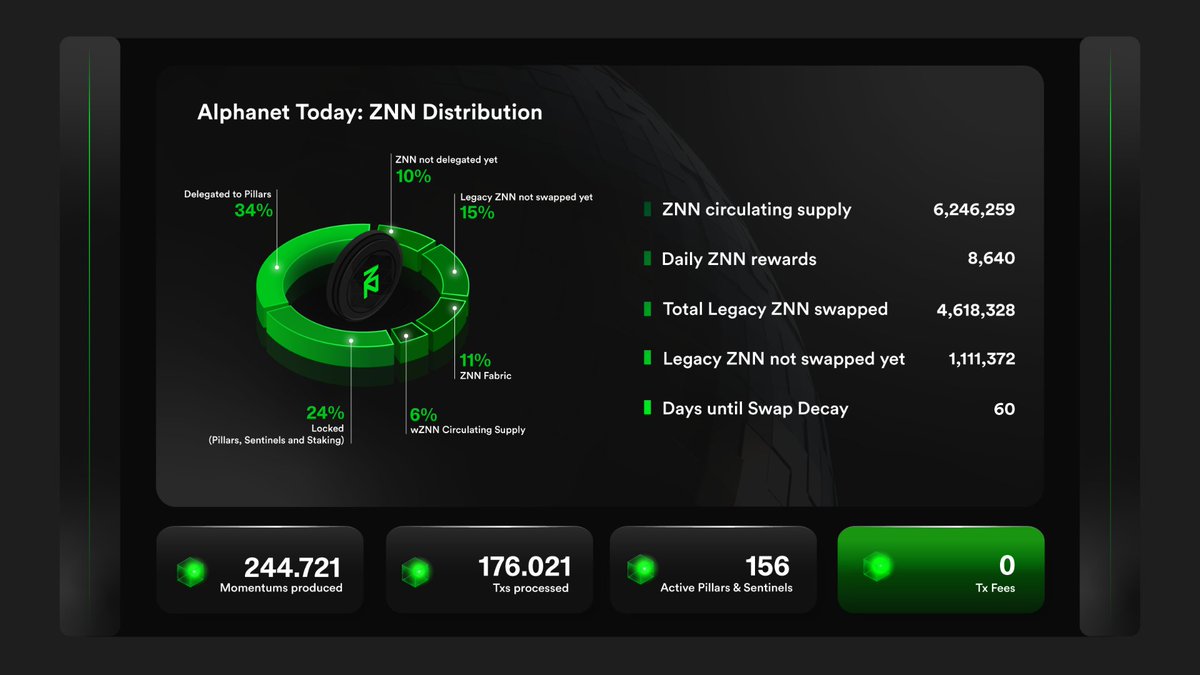 Alphanet Today: ZNN Distribution
ZNN not delegated yet
10%
Delegated to Pillars
34%
Legacy ZNN not swapped yet
15%
11%
ZNN Fabric
24%
Locked
(Pillars, Sentinels and Staking)
6%
wZNN Circulating Supply
ZNN circulating supply 6,246,259
Daily ZNN rewards 8,640
Total Legacy ZNN swapped 4,618,328
Legacy ZNN not swapped yet 1,111,372
Days until Swap Decay 60
244.721
Momentums produced
176.021
Txs processed
156
Active Pillars & Sentinels
0
Tx Fees